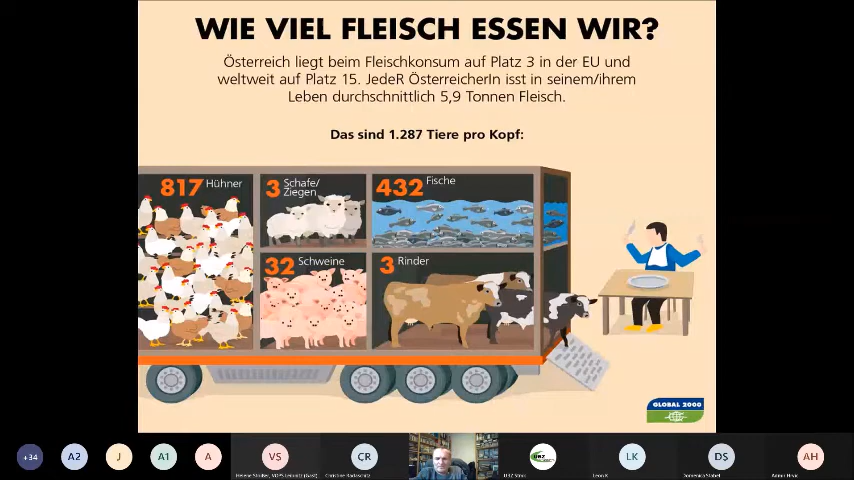 WIE VIEL FLEISCH ESSEN WIR?
Österreich liegt beim Fleischkonsum auf Platz 3 in der EU und
weltweit auf Platz 15. JedeR ÖsterreicherIn isst in seinem/ihrem
Leben durchschnittlich 5,9 Tonnen Fleisch.
Das sind 1.287 Tiere pro Kopf:
817 Hühner
3 Schafe/
Ziegen
432 Fische
32 Schweine
3 Rinder
GLOBAL 2000
+34
A2
J
A1
A
VS
CR
UBZ
LK
DS
AH